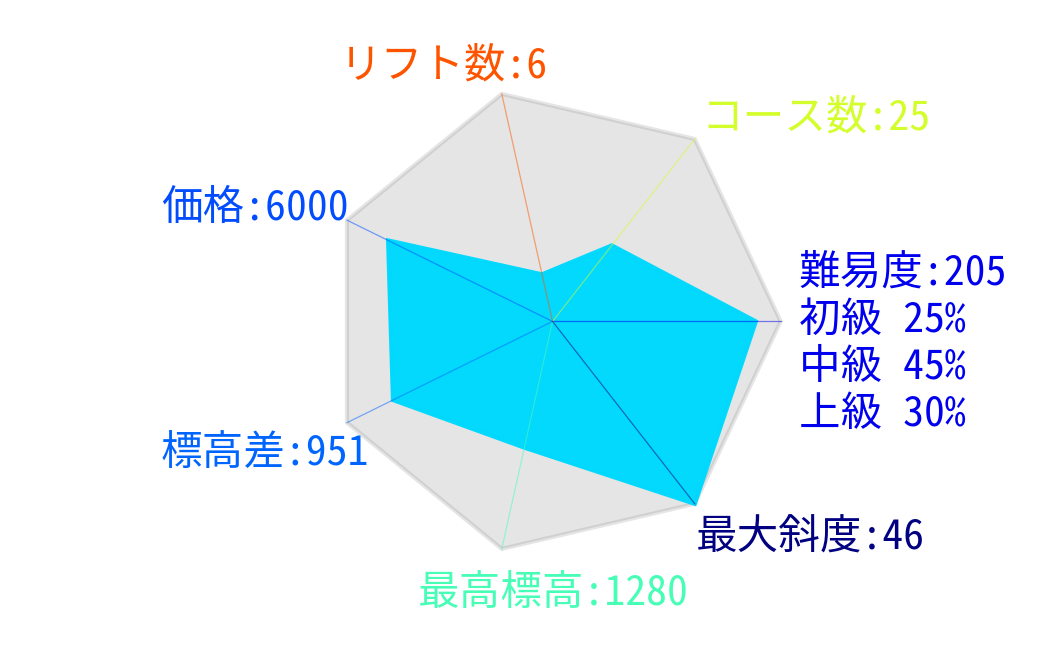 リフト数:6
コース数:25
価格:6000
難易度:205
初級 25%
中級 45%
上級 30%
標高差:951
最大斜度:46
最高標高:1280